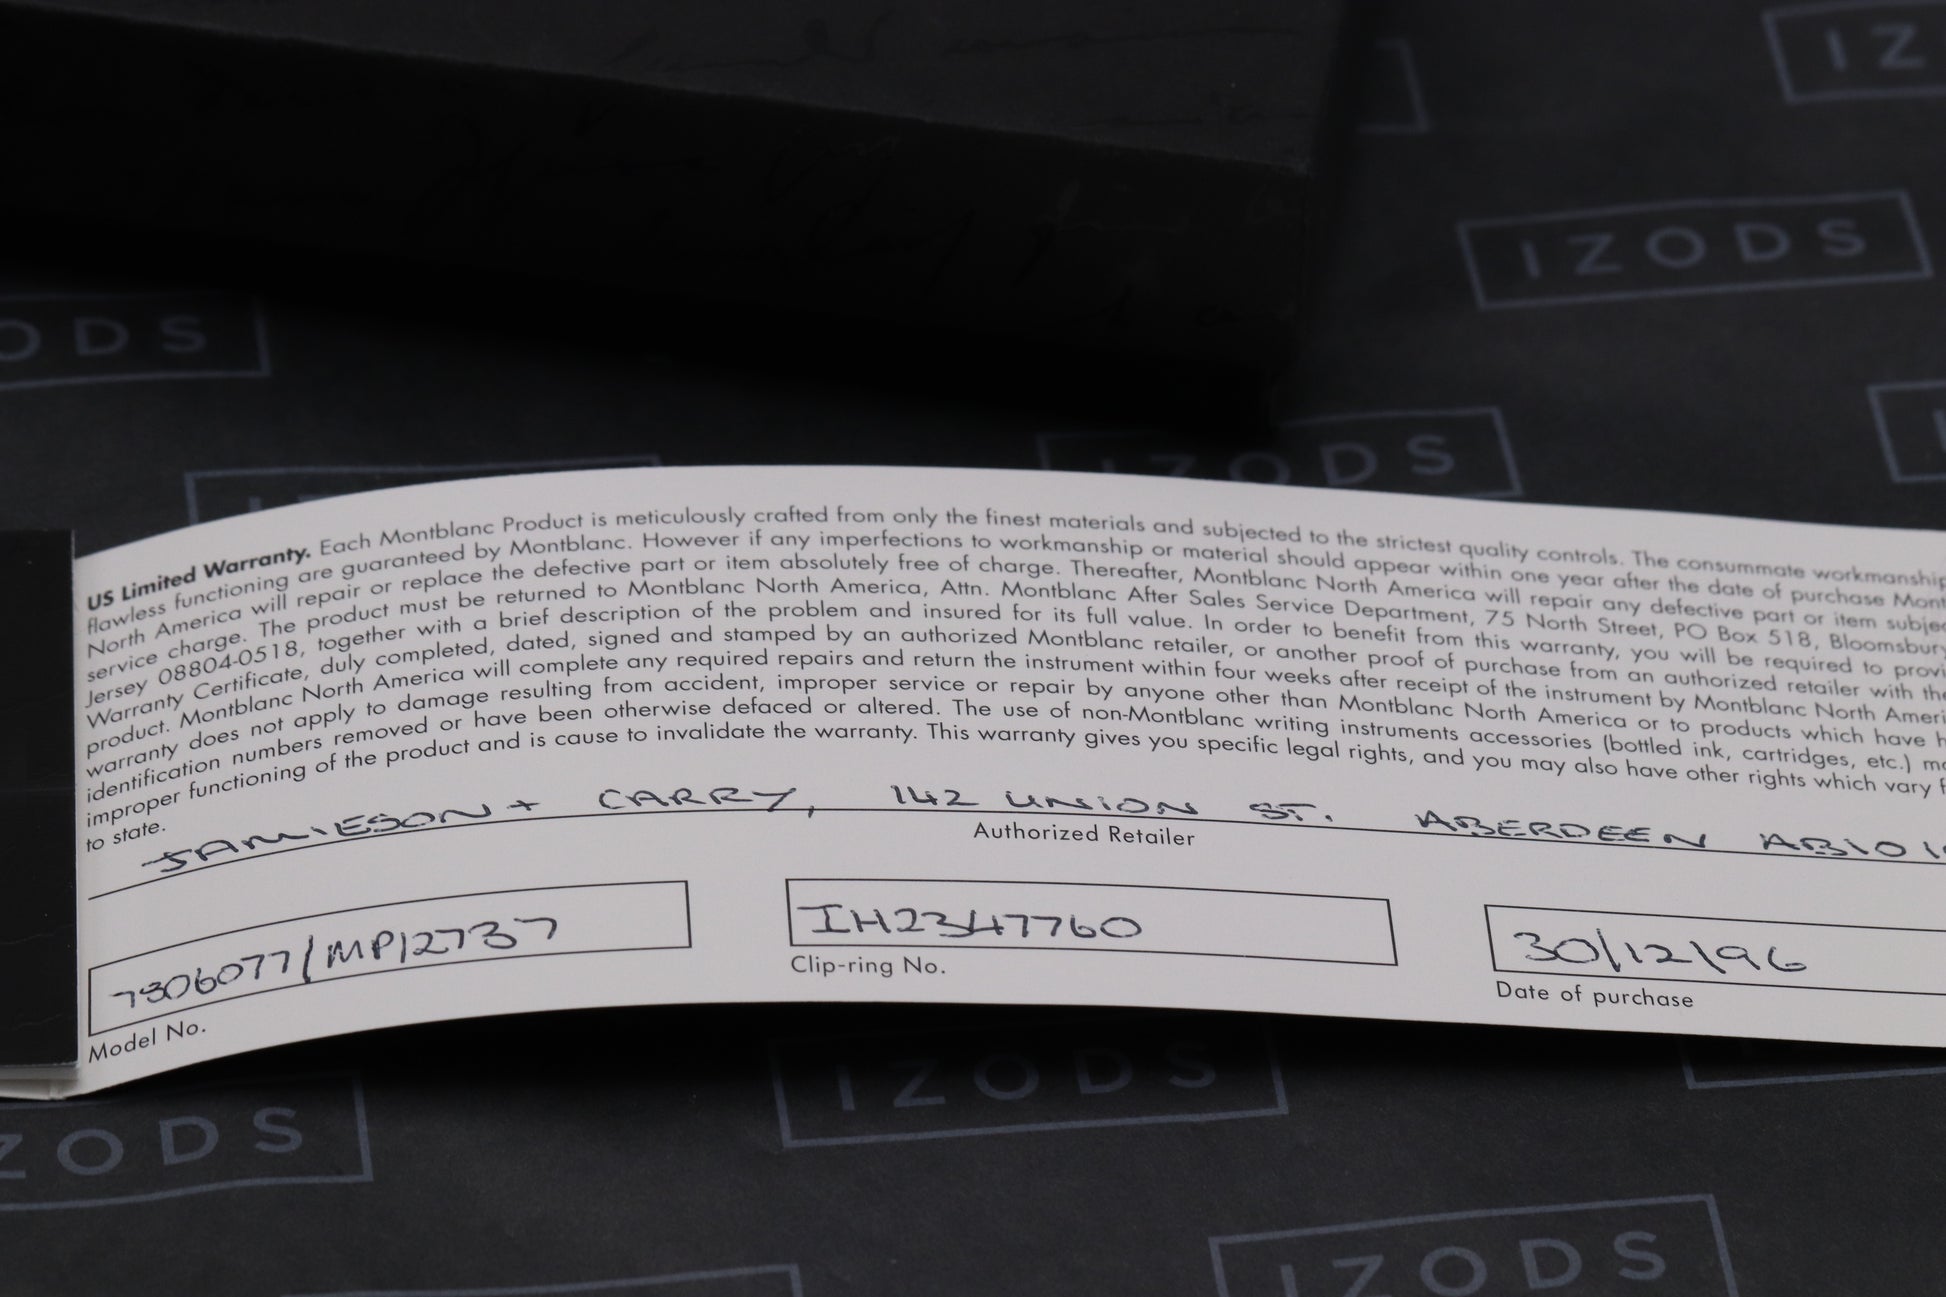 IZ
IZODS
ODS
IZODS
US Limited Warranty. Each Montblanc Product is meticulously crafted from only the finest materials and subjected to the strictest quality controls. The consummate workmanship
flawless functioning are guaranteed by Montblanc. However if any imperfections to workmanship or material should appear within one year after the date of purchase Mont
North America will repair or replace the defective part or item absolutely free of charge. Thereafter, Montblanc North America will repair any defective part or item subjec
service charge. The product must be returned to Montblanc North America, Attn. Montblanc After Sales Service Department, 75 North Street, PO Box 518, Bloomsbury
Jersey 08804-0518, together with a brief description of the problem and insured for its full value. In order to benefit from this warranty, you will be required to provi
Warranty Certificate, duly completed, dated, signed and stamped by an authorized Montblanc retailer, or another proof of purchase from an authorized retailer with the
product. Montblanc North America will complete any required repairs and return the instrument within four weeks after receipt of the instrument by Montblanc North Ameri
warranty does not apply to damage resulting from accident, improper service or repair by anyone other than Montblanc North America or to products which have h
identification numbers removed or have been otherwise defaced or altered. The use of non-Montblanc writing instruments accessories (bottled ink, cartridges, etc.) ma
improper functioning of the product and is cause to invalidate the warranty. This warranty gives you specific legal rights, and you may also have other rights which vary f
to state.
JAMIESON + CARRY, 142 UNION ST. ABERDEEN AB10 1
Authorized Retailer
7306077/MP12737
IH2347760
30/12/96
Model No.
Clip-ring No.
Date of purchase
IZODS
ZODS
IZODS